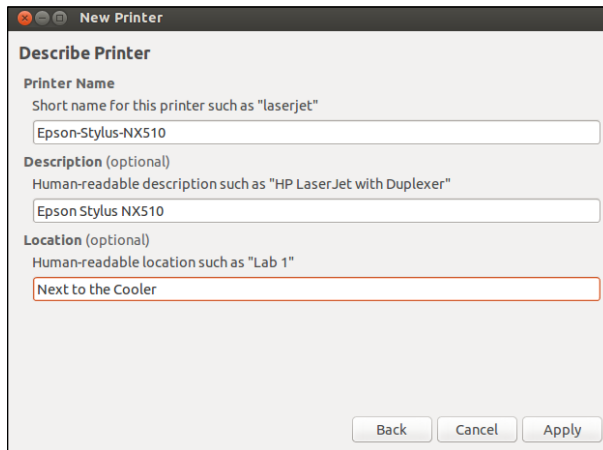 New Printer
Describe Printer
Printer Name
Short name for this printer such as "laserjet"
Epson-Stylus-NX510
Description (optional)
Human-readable description such as "HP LaserJet with Duplexer"
Epson Stylus NX510
Location (optional)
Human-readable location such as "Lab 1"
Next to the Cooler
Back Cancel Apply